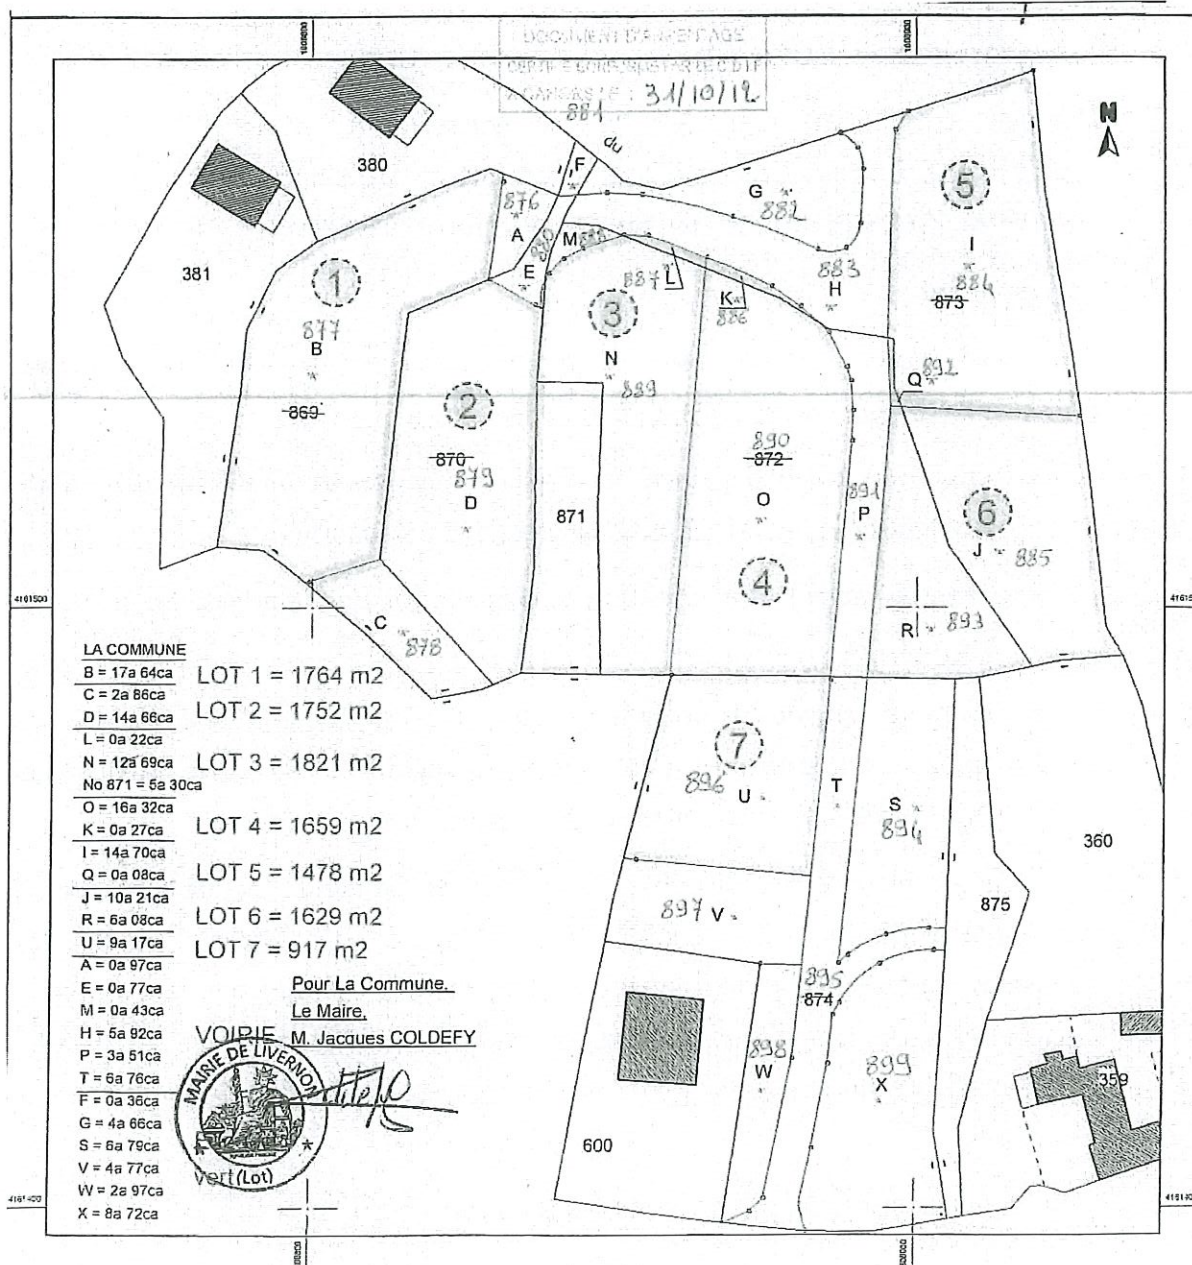 DOCUMENT D'ARPENTAGE
31/10/12
881
du
N
380
381
F
876
A
880
E
M
888
G
882
5
I
884
873
883
H
1
877
B
869
887
L
K
886
3
N
889
Q
892
2
870
879
D
871
890
872
O
4
891
P
6
J
885
R
893
4161500
C
878
LA COMMUNE
B = 17a 64ca
LOT 1 = 1764 m2
C = 2a 86ca
D = 14a 66ca
LOT 2 = 1752 m2
L = 0a 22ca
N = 12a 69ca
LOT 3 = 1821 m2
No 871 = 5a 30ca
O = 16a 32ca
K = 0a 27ca
LOT 4 = 1659 m2
I = 14a 70ca
Q = 0a 08ca
LOT 5 = 1478 m2
J = 10a 21ca
R = 6a 08ca
LOT 6 = 1629 m2
U = 9a 17ca
LOT 7 = 917 m2
A = 0a 97ca
E = 0a 77ca
M = 0a 43ca
H = 5a 92ca
P = 3a 51ca
T = 6a 76ca
VOIRIE
F = 0a 36ca
G = 4a 66ca
S = 6a 79ca
V = 4a 77ca
W = 2a 97ca
X = 8a 72ca
vert
Pour La Commune.
Le Maire,
M. Jacques COLDEFY
MAIRIE DE LIVERNON
(Lot)
7
896
U
T
S
894
360
875
897
V
895
874
898
W
899
X
359
600
4161400